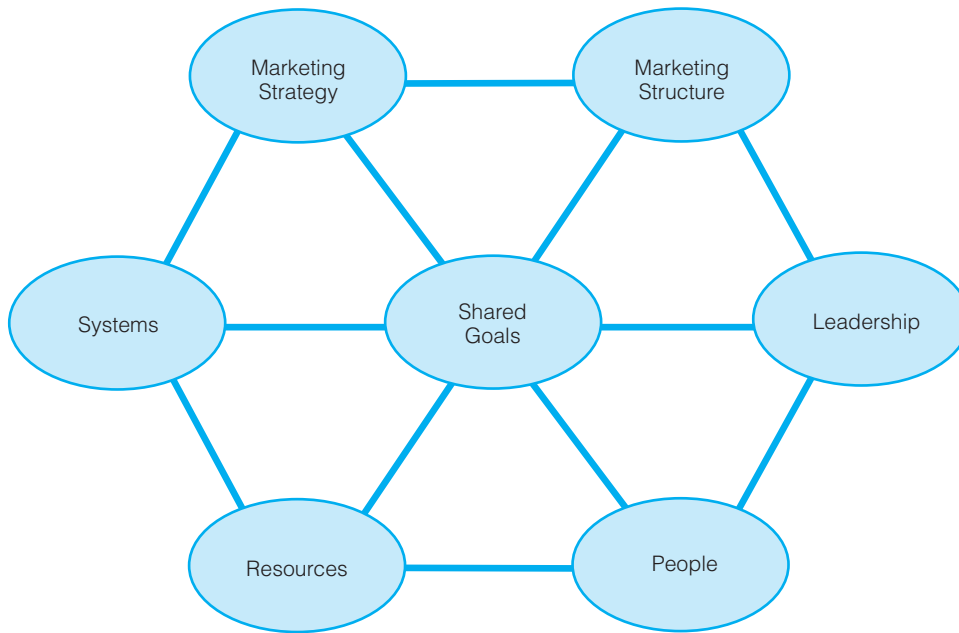 Marketing
Strategy
Marketing
Structure
Systems
Shared
Goals
Leadership
Resources
People